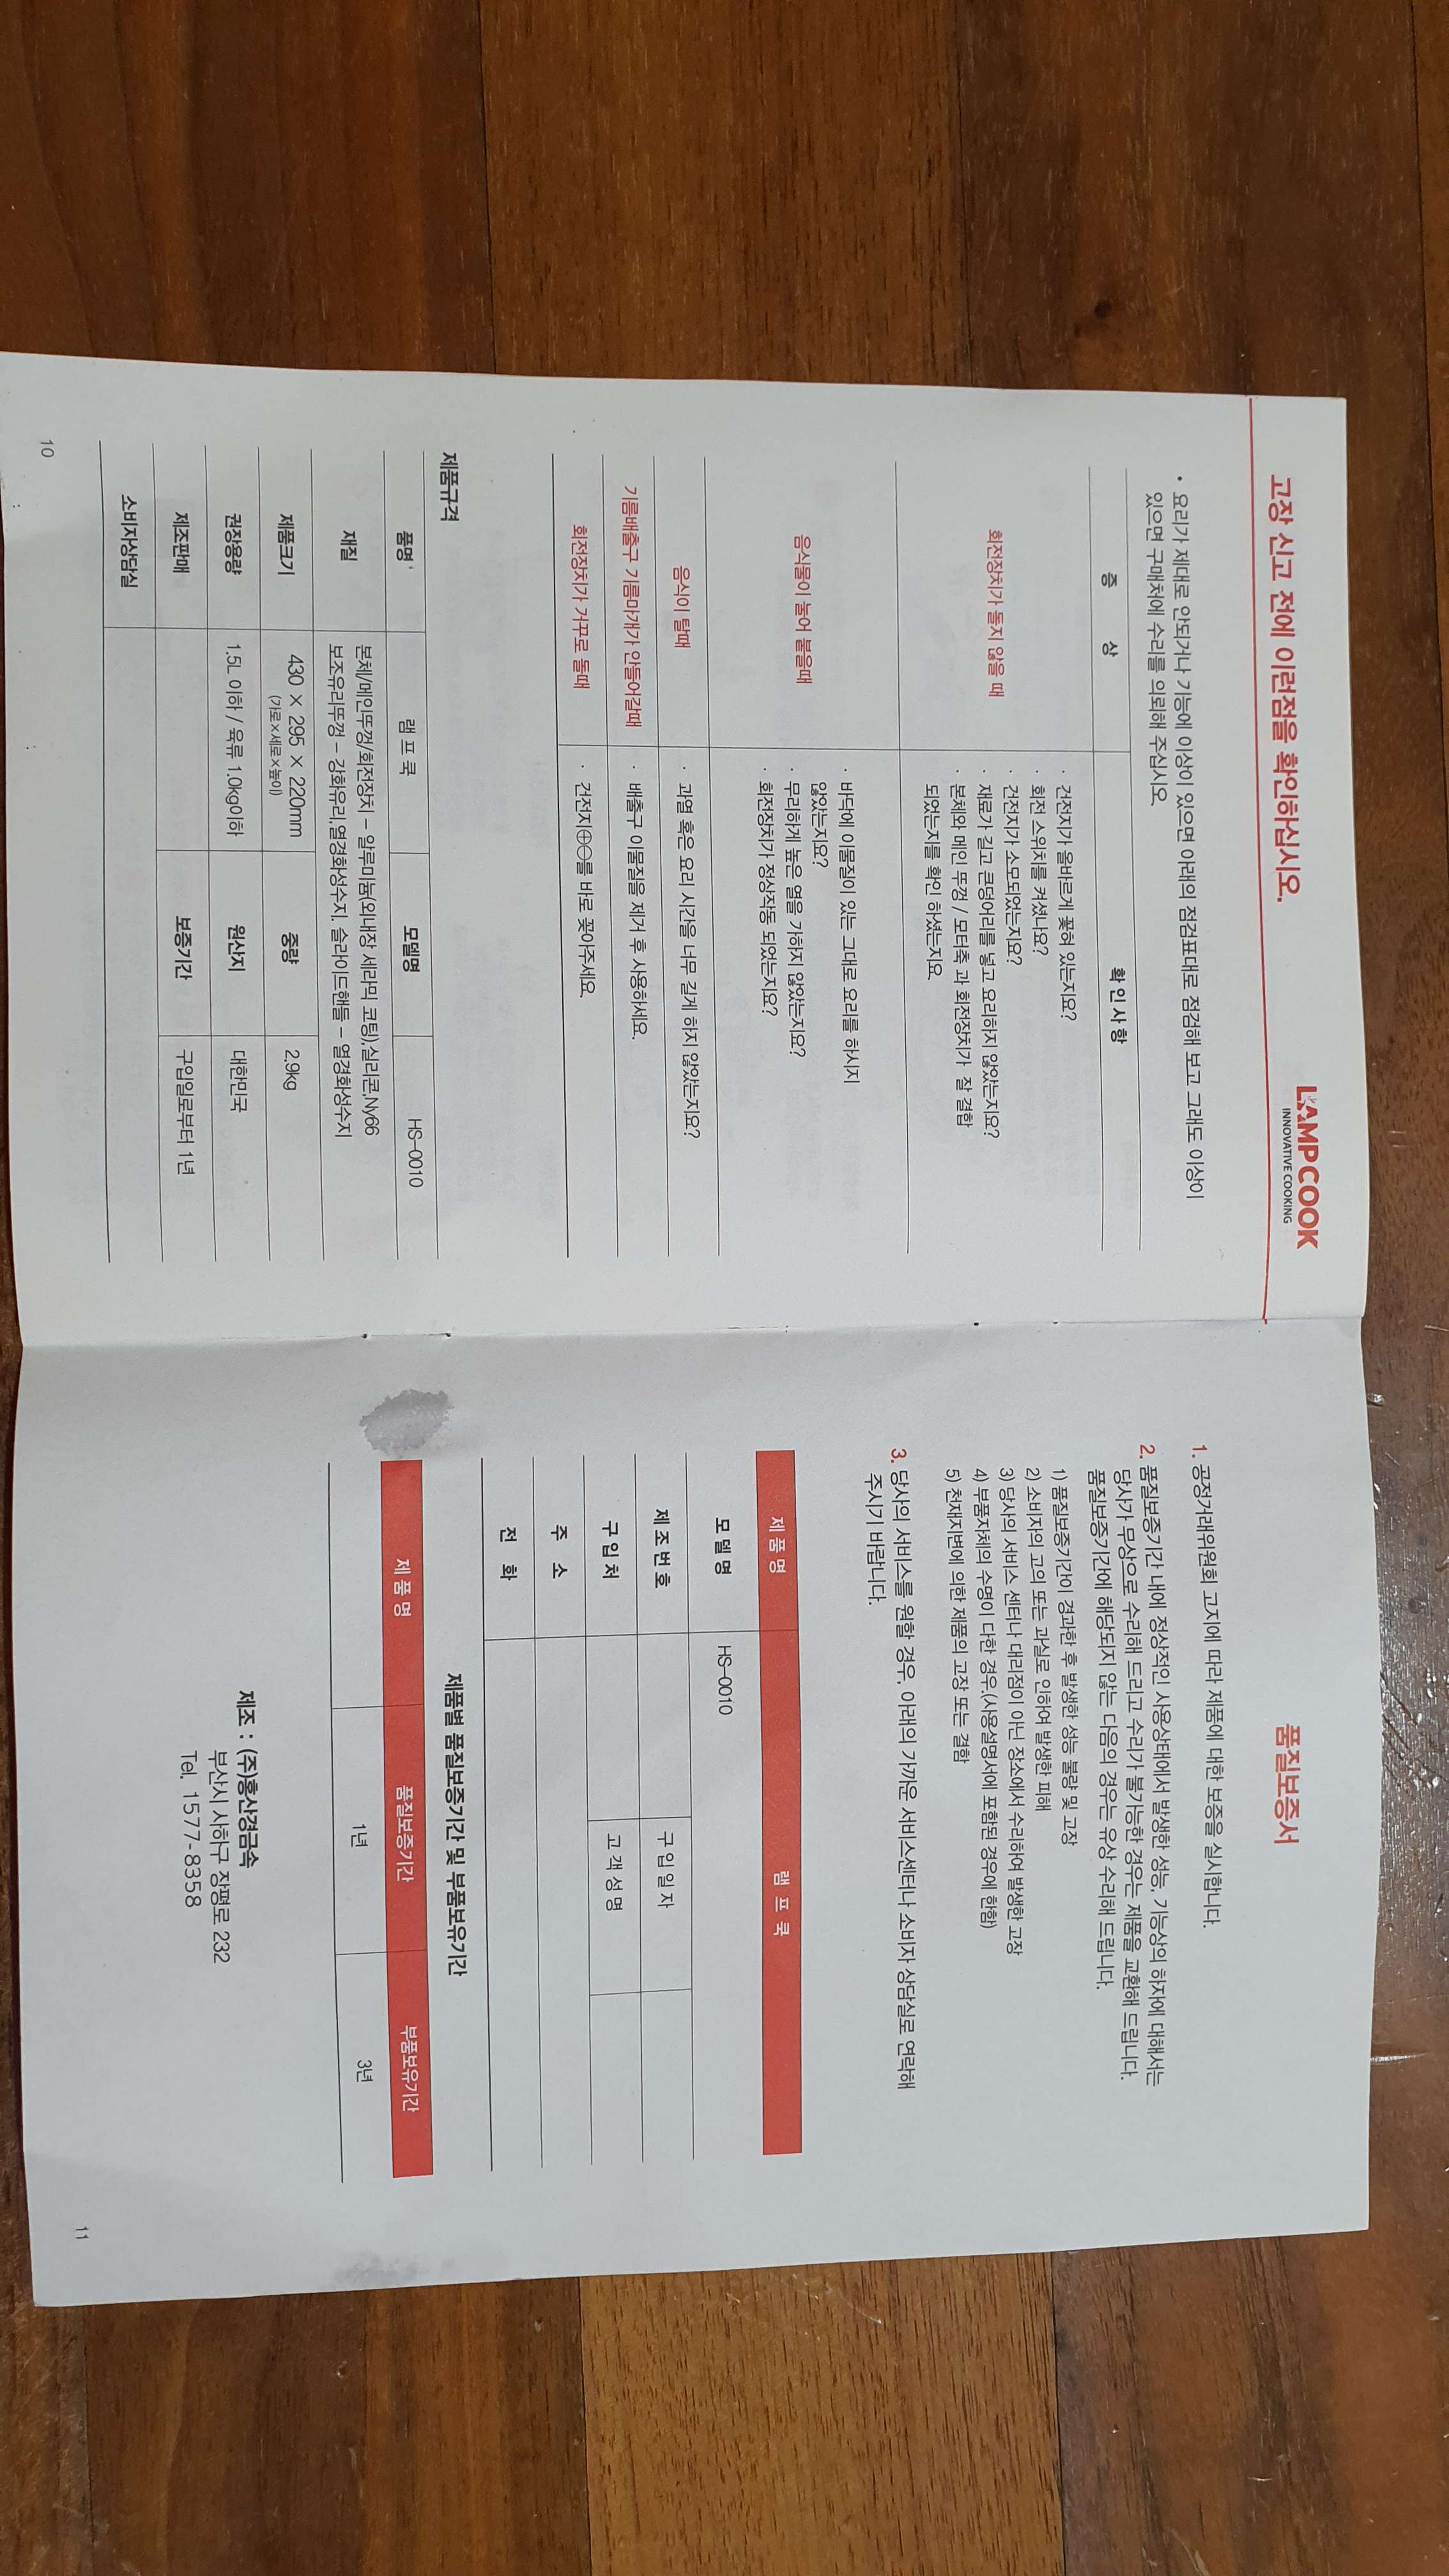 고장 신고 전에 이런점을 확인하십시오.
LAMPCOOK
INNOVATIVE COOKING
• 요리가 제대로 안되거나 기능에 이상이 있으면 아래의 점검표대로 점검해 보고 그래도 이상이
있으면 구매처에 수리를 의뢰해 주십시오.
증 상 확 인 사 항
회전장치가 돌지 않을 때
· 건전지가 올바르게 꽂혀 있는지요?
· 회전 스위치를 켜셨나요?
· 건전지가 소모되었는지요?
· 재료가 길고 큰덩어리를 넣고 요리하지 않았는지요?
· 본체와 메인 뚜껑 / 모터축 과 회전장치가 잘 결합
되었는지를 확인 하셨는지요.
음식물이 눌어 붙을때
· 바닥에 이물질이 있는 그대로 요리를 하시지
않았는지요?
· 무리하게 높은 열을 가하지 않았는지요?
· 회전장치가 정상작동 되었는지요?
음식이 탈때 · 과열 혹은 요리 시간을 너무 길게 하지 않았는지요?
기름배출구 기름마개가 안들어갈때 · 배출구 이물질을 제거 후 사용하세요.
회전장치가 거꾸로 돌때 · 건전지⊕⊖를 바로 꽂아주세요.
제품규격
품명 램 프 쿡 모델명 HS-0010
재질 본체/메인뚜껑/회전장치 - 알루미늄(외내장 세라믹 코팅),실리콘,Ny66
보조유리뚜껑 - 강화유리,열경화성수지, 슬라이드핸들 - 열경화성수지
제품크기 430 × 295 × 220mm 중량 2.9kg
(가로×세로×높이)
권장용량 1.5L 이하 / 육류 1.0kg이하 원산지 대한민국
제조판매 보증기간 구입일로부터 1년
소비자상담실
10
품질보증서
1. 공정거래위원회 고지에 따라 제품에 대한 보증을 실시합니다.
2. 품질보증기간 내에 정상적인 사용상태에서 발생한 성능, 기능상의 하자에 대해서는
당사가 무상으로 수리해 드리고 수리가 불가능한 경우는 제품을 교환해 드립니다.
품질보증기간에 해당되지 않는 다음의 경우는 유상 수리해 드립니다.
1) 품질보증기간이 경과한 후 발생한 성능 불량 및 고장
2) 소비자의 고의 또는 과실로 인하여 발생한 피해
3) 당사의 서비스 센터나 대리점이 아닌 장소에서 수리하여 발생한 고장
4) 부품자체의 수명이 다한 경우.(사용설명서에 포함된 경우에 한함)
5) 천재지변에 의한 제품의 고장 또는 결함
3. 당사의 서비스를 원할 경우, 아래의 가까운 서비스센터나 소비자 상담실로 연락해
주시기 바랍니다.
제 품 명 램 프 쿡
모 델 명 HS-0010
제 조 번 호 구 입 일 자
구 입 처 고 객 성 명
주 소
전 화
제품별 품질보증기간 및 부품보유기간
제 품 명 품질보증기간 부품보유기간
1년 3년
제조 : (주)홍산경금속
부산시 사하구 장평로 232
Tel. 1577-8358
11